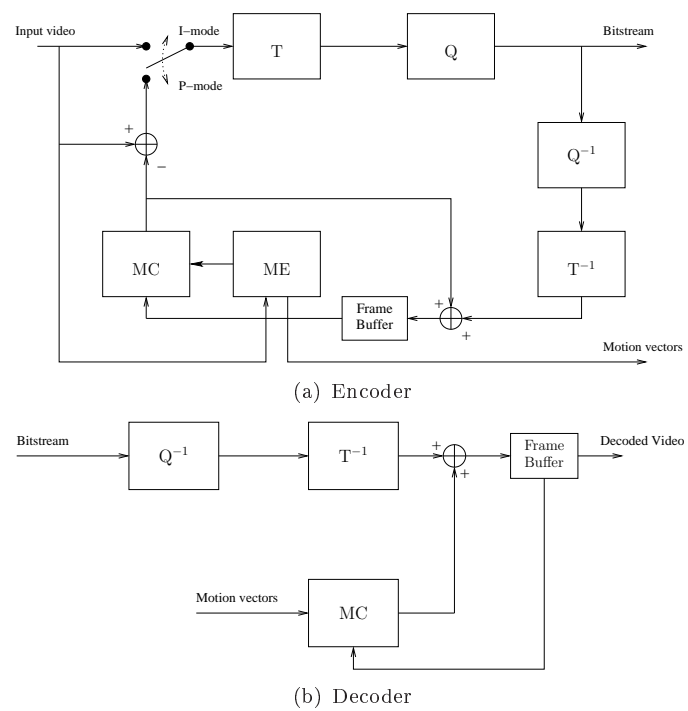 Input video
I−mode
P−mode
T
Q
Bitstream
+
−
Q⁻¹
MC
ME
T⁻¹
Frame
Buffer
+
+
Motion vectors
(a) Encoder
Bitstream
Q⁻¹
T⁻¹
+
+
Frame
Buffer
Decoded Video
Motion vectors
MC
(b) Decoder